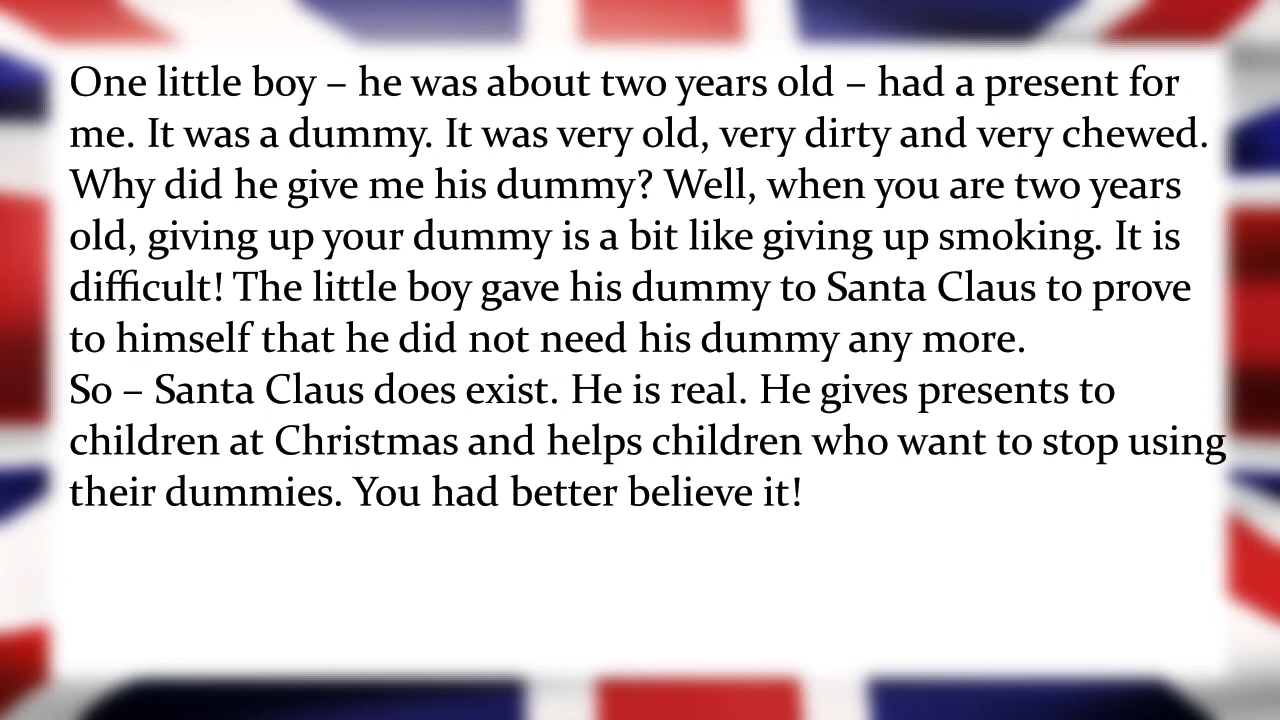 One little boy – he was about two years old – had a present for
me. It was a dummy. It was very old, very dirty and very chewed.
Why did he give me his dummy? Well, when you are two years
old, giving up your dummy is a bit like giving up smoking. It is
difficult! The little boy gave his dummy to Santa Claus to prove
to himself that he did not need his dummy any more.
So – Santa Claus does exist. He is real. He gives presents to
children at Christmas and helps children who want to stop using
their dummies. You had better believe it!